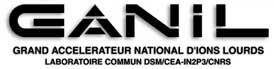 GANIL
GRAND ACCELERATEUR NATIONAL D'IONS LOURDS
LABORATOIRE COMMUN DSM/CEA-IN2P3/CNRS